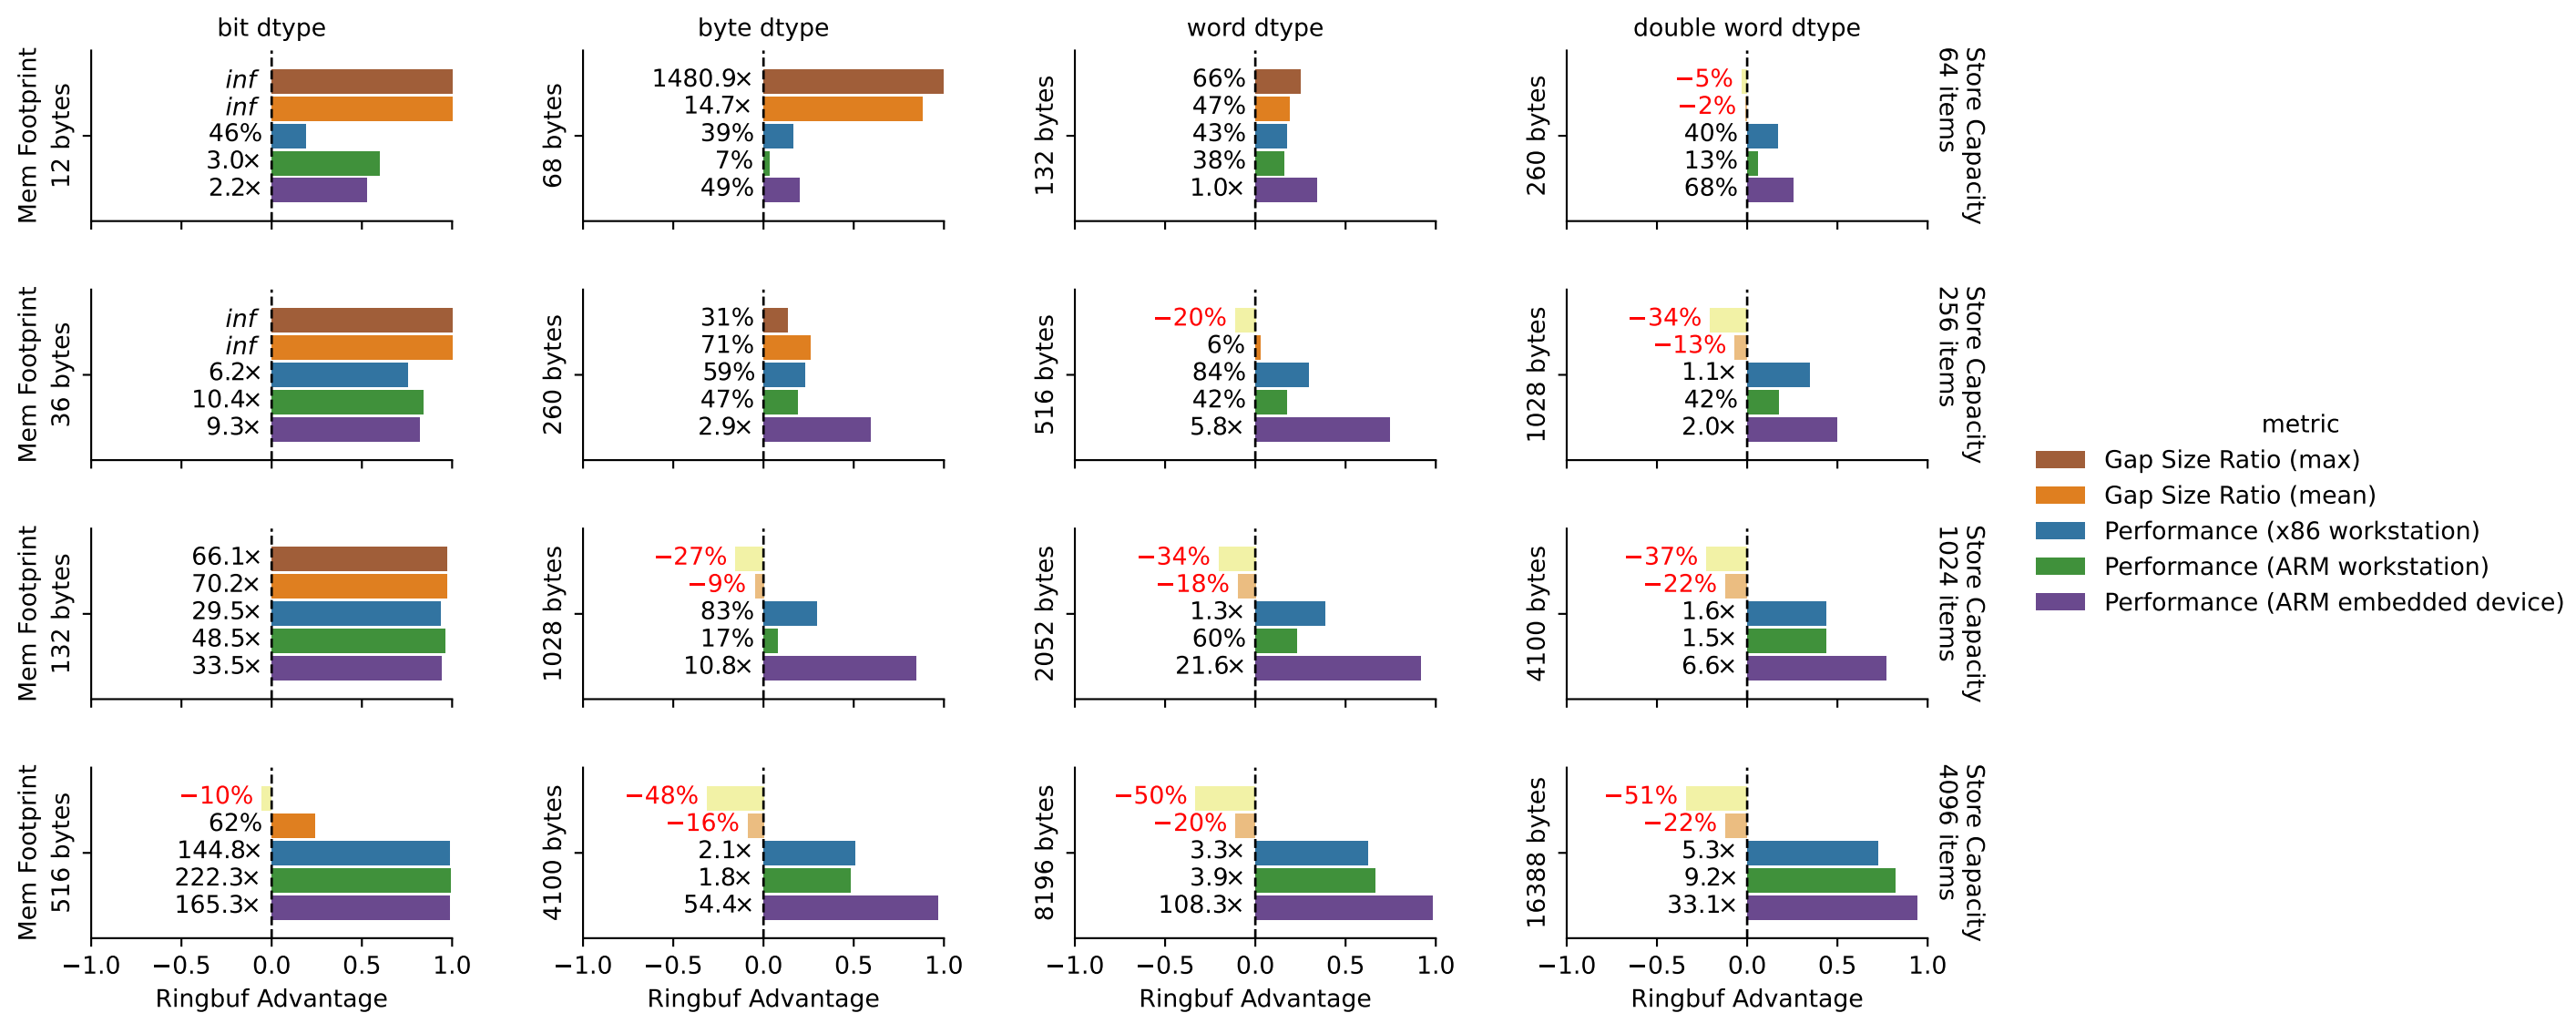 bit dtype
byte dtype
word dtype
double word dtype
Mem Footprint
12 bytes
inf
inf
46%
3.0×
2.2×
68 bytes
1480.9×
14.7×
39%
7%
49%
132 bytes
66%
47%
43%
38%
1.0×
260 bytes
−5%
−2%
40%
13%
68%
Store Capacity
64 items
Mem Footprint
36 bytes
inf
inf
6.2×
10.4×
9.3×
260 bytes
31%
71%
59%
47%
2.9×
516 bytes
−20%
6%
84%
42%
5.8×
1028 bytes
−34%
−13%
1.1×
42%
2.0×
Store Capacity
256 items
Mem Footprint
132 bytes
66.1×
70.2×
29.5×
48.5×
33.5×
1028 bytes
−27%
−9%
83%
17%
10.8×
2052 bytes
−34%
−18%
1.3×
60%
21.6×
4100 bytes
−37%
−22%
1.6×
1.5×
6.6×
Store Capacity
1024 items
Mem Footprint
516 bytes
−10%
62%
144.8×
222.3×
165.3×
4100 bytes
−48%
−16%
2.1×
1.8×
54.4×
8196 bytes
−50%
−20%
3.3×
3.9×
108.3×
16388 bytes
−51%
−22%
5.3×
9.2×
33.1×
Store Capacity
4096 items
−1.0 −0.5 0.0 0.5 1.0
Ringbuf Advantage
−1.0 −0.5 0.0 0.5 1.0
Ringbuf Advantage
−1.0 −0.5 0.0 0.5 1.0
Ringbuf Advantage
−1.0 −0.5 0.0 0.5 1.0
Ringbuf Advantage
metric
Gap Size Ratio (max)
Gap Size Ratio (mean)
Performance (x86 workstation)
Performance (ARM workstation)
Performance (ARM embedded device)